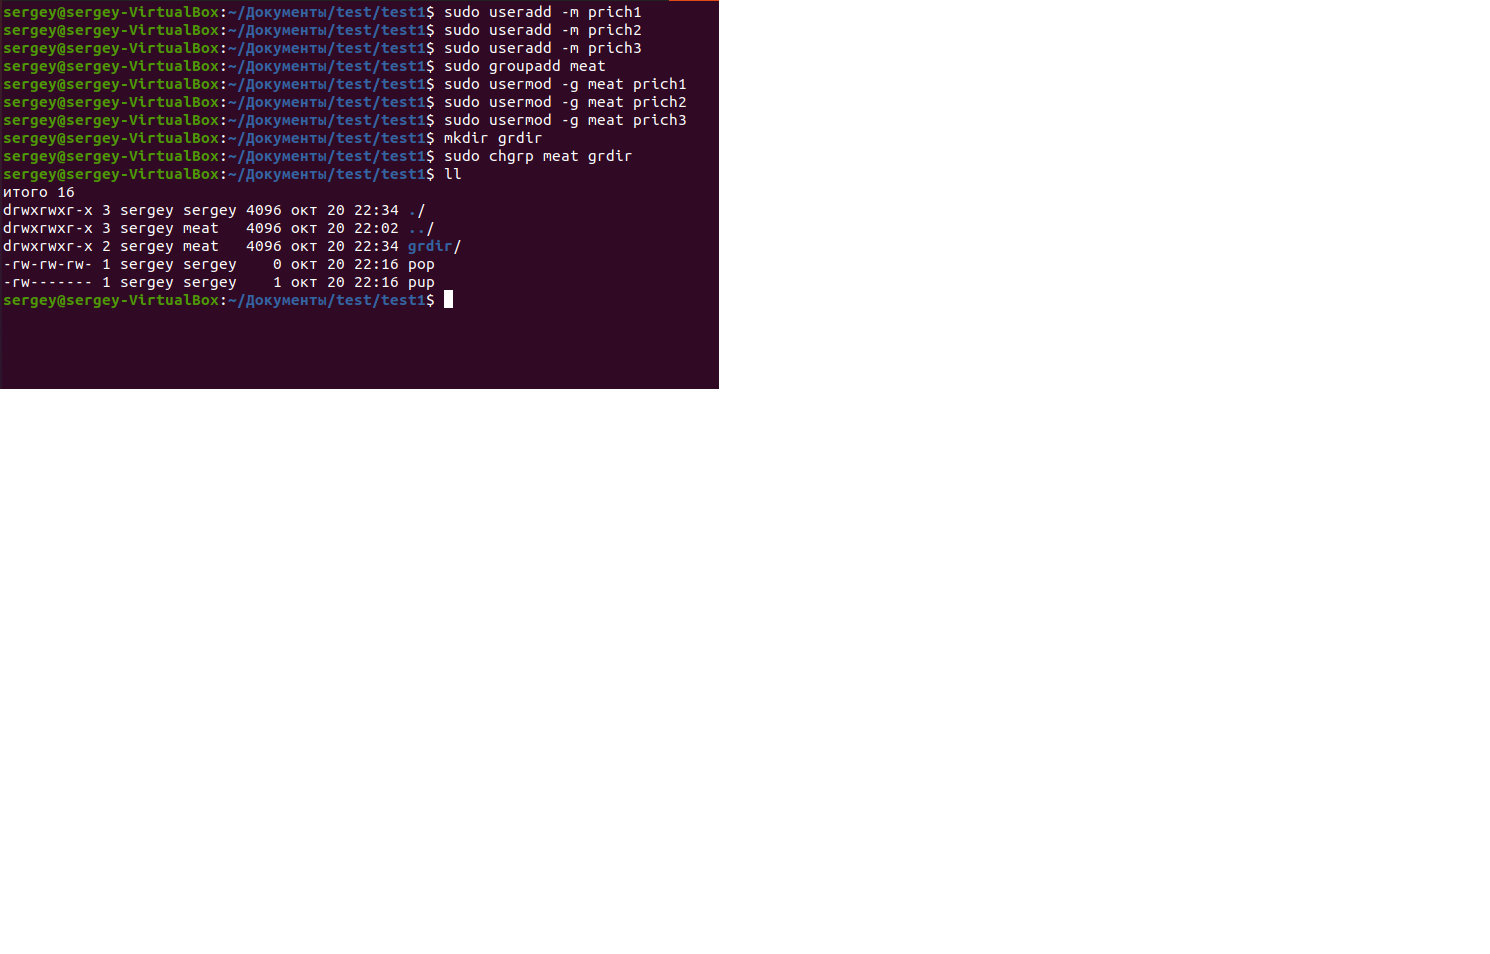 sergey@sergey-VirtualBox:~/Документы/test/test1$ sudo useradd -m prich1
sergey@sergey-VirtualBox:~/Документы/test/test1$ sudo useradd -m prich2
sergey@sergey-VirtualBox:~/Документы/test/test1$ sudo useradd -m prich3
sergey@sergey-VirtualBox:~/Документы/test/test1$ sudo groupadd meat
sergey@sergey-VirtualBox:~/Документы/test/test1$ sudo usermod -g meat prich1
sergey@sergey-VirtualBox:~/Документы/test/test1$ sudo usermod -g meat prich2
sergey@sergey-VirtualBox:~/Документы/test/test1$ sudo usermod -g meat prich3
sergey@sergey-VirtualBox:~/Документы/test/test1$ mkdir grdir
sergey@sergey-VirtualBox:~/Документы/test/test1$ sudo chgrp meat grdir
sergey@sergey-VirtualBox:~/Документы/test/test1$ ll
итого 16
drwxrwxr-x 3 sergey sergey 4096 окт 20 22:34 ./
drwxrwxr-x 3 sergey meat   4096 окт 20 22:02 ../
drwxrwxr-x 2 sergey meat   4096 окт 20 22:34 grdir/
-rw-rw-rw- 1 sergey sergey    0 окт 20 22:16 pop
-rw------- 1 sergey sergey    1 окт 20 22:16 pup
sergey@sergey-VirtualBox:~/Документы/test/test1$